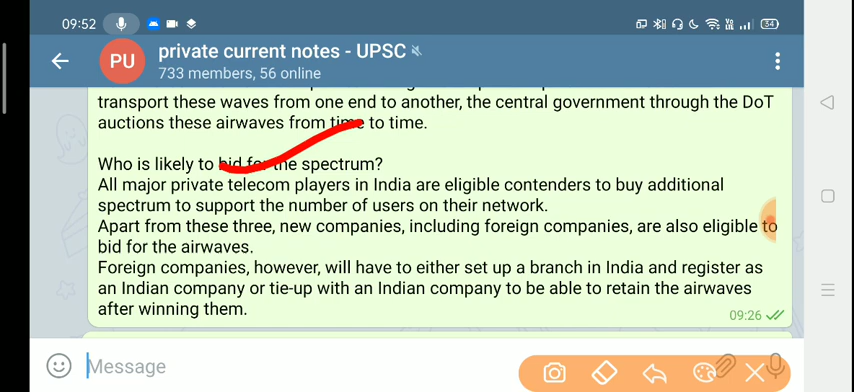 09:52
34
PU
private current notes - UPSC
733 members, 56 online
transport these waves from one end to another, the central government through the DoT
auctions these airwaves from time to time.
Who is likely to bid for the spectrum?
All major private telecom players in India are eligible contenders to buy additional
spectrum to support the number of users on their network.
Apart from these three, new companies, including foreign companies, are also eligible to
bid for the airwaves.
Foreign companies, however, will have to either set up a branch in India and register as
an Indian company or tie-up with an Indian company to be able to retain the airwaves
after winning them.
09:26
Message